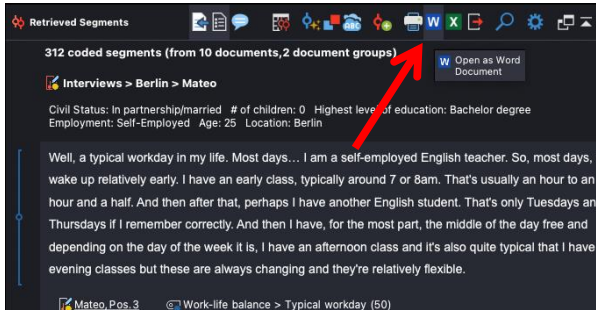 Retrieved Segments
ABC
W
X
312 coded segments (from 10 documents,2 document groups)
W Open as Word
Document
Interviews > Berlin > Mateo
Civil Status: In partnership/married # of children: 0 Highest level of education: Bachelor degree
Employment: Self-Employed Age: 25 Location: Berlin
Well, a typical workday in my life. Most days... I am a self-employed English teacher. So, most days,
wake up relatively early. I have an early class, typically around 7 or 8am. That's usually an hour to an
hour and a half. And then after that, perhaps I have another English student. That's only Tuesdays an
Thursdays if I remember correctly. And then I have, for the most part, the middle of the day free and
depending on the day of the week it is, I have an afternoon class and it's also quite typical that I have
evening classes but these are always changing and they're relatively flexible.
Mateo, Pos. 3 Work-life balance > Typical workday (50)